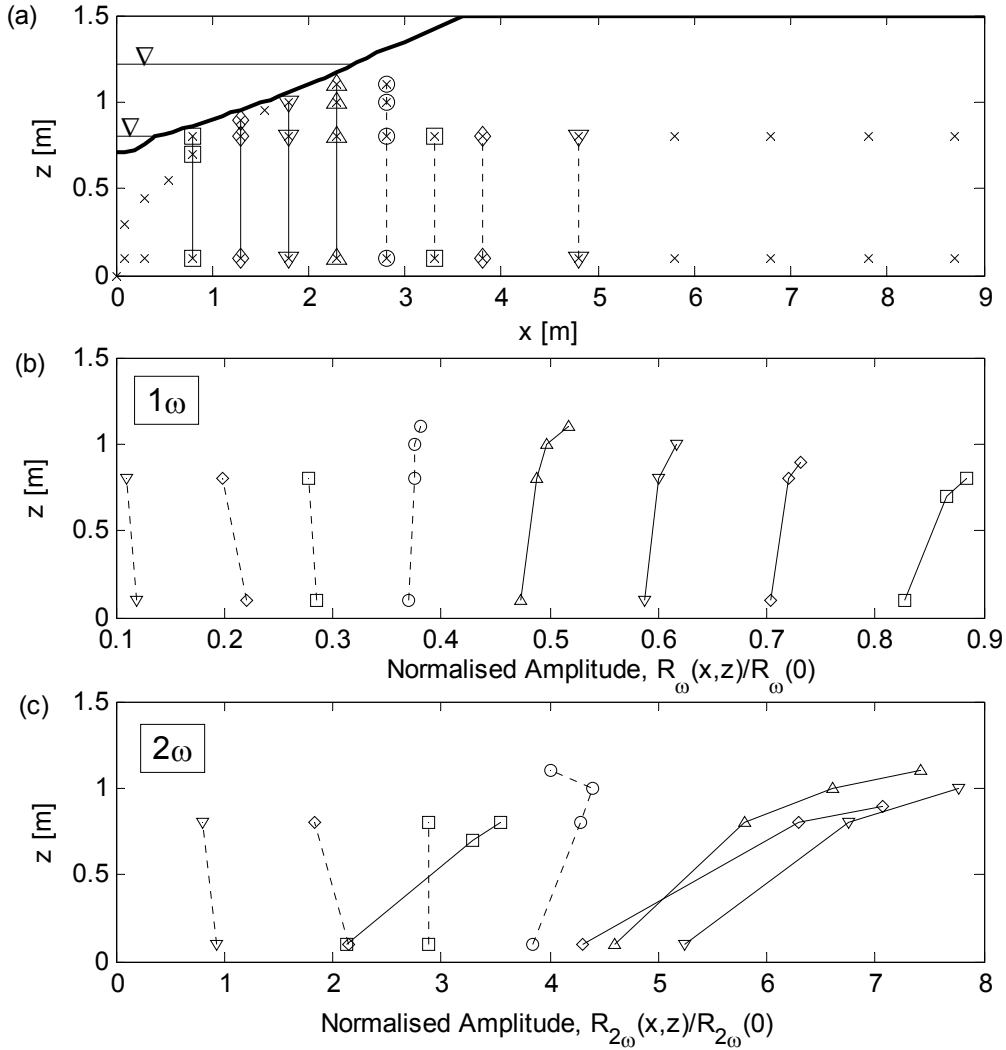 (a)
1.5
1
0.5
0
z [m]
0 1 2 3 4 5 6 7 8 9
x [m]
(b)
1.5
1
0.5
0
z [m]
1ω
0.1 0.2 0.3 0.4 0.5 0.6 0.7 0.8 0.9
Normalised Amplitude, R_ω(x,z)/R_ω(0)
(c)
1.5
1
0.5
0
z [m]
2ω
0 1 2 3 4 5 6 7 8
Normalised Amplitude, R_2ω(x,z)/R_2ω(0)